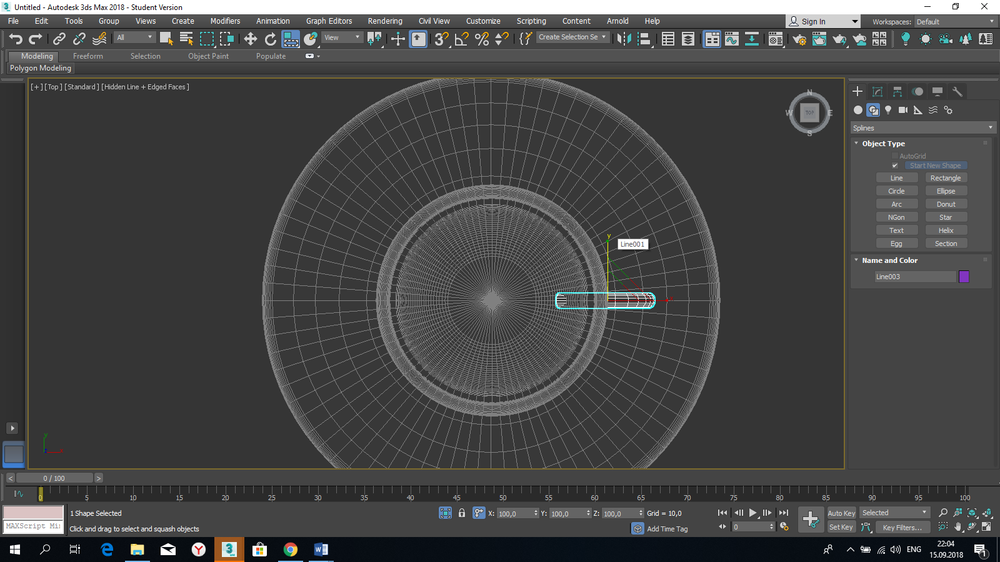 Untitled - Autodesk 3ds Max 2018 - Student Version
File Edit Tools Group Views Create Modifiers Animation Graph Editors Rendering Civil View Customize Scripting Content Arnold Help
Sign In Workspaces: Default
All View Create Selection Se
Modeling Freeform Selection Object Paint Populate
Polygon Modeling
[+] [Top ] [Standard ] [Hidden Line + Edged Faces ]
N
W TOP E
S
Splines
Object Type
AutoGrid
Start New Shape
Line Rectangle
Circle Ellipse
Arc Donut
NGon Star
Text Helix
Egg Section
Name and Color
Line003
y
Line001
y
< 0 / 100 >
0 5 10 15 20 25 30 35 40 45 50 55 60 65 70 75 80 85 90 95 100
1 Shape Selected X: 100,0 Y: 100,0 Z: 100,0 Grid = 10,0 Auto Key Selected
MAXScript Mi
Click and drag to select and squash objects Add Time Tag 0 Set Key Key Filters...
ENG 22:04
15.09.2018
1